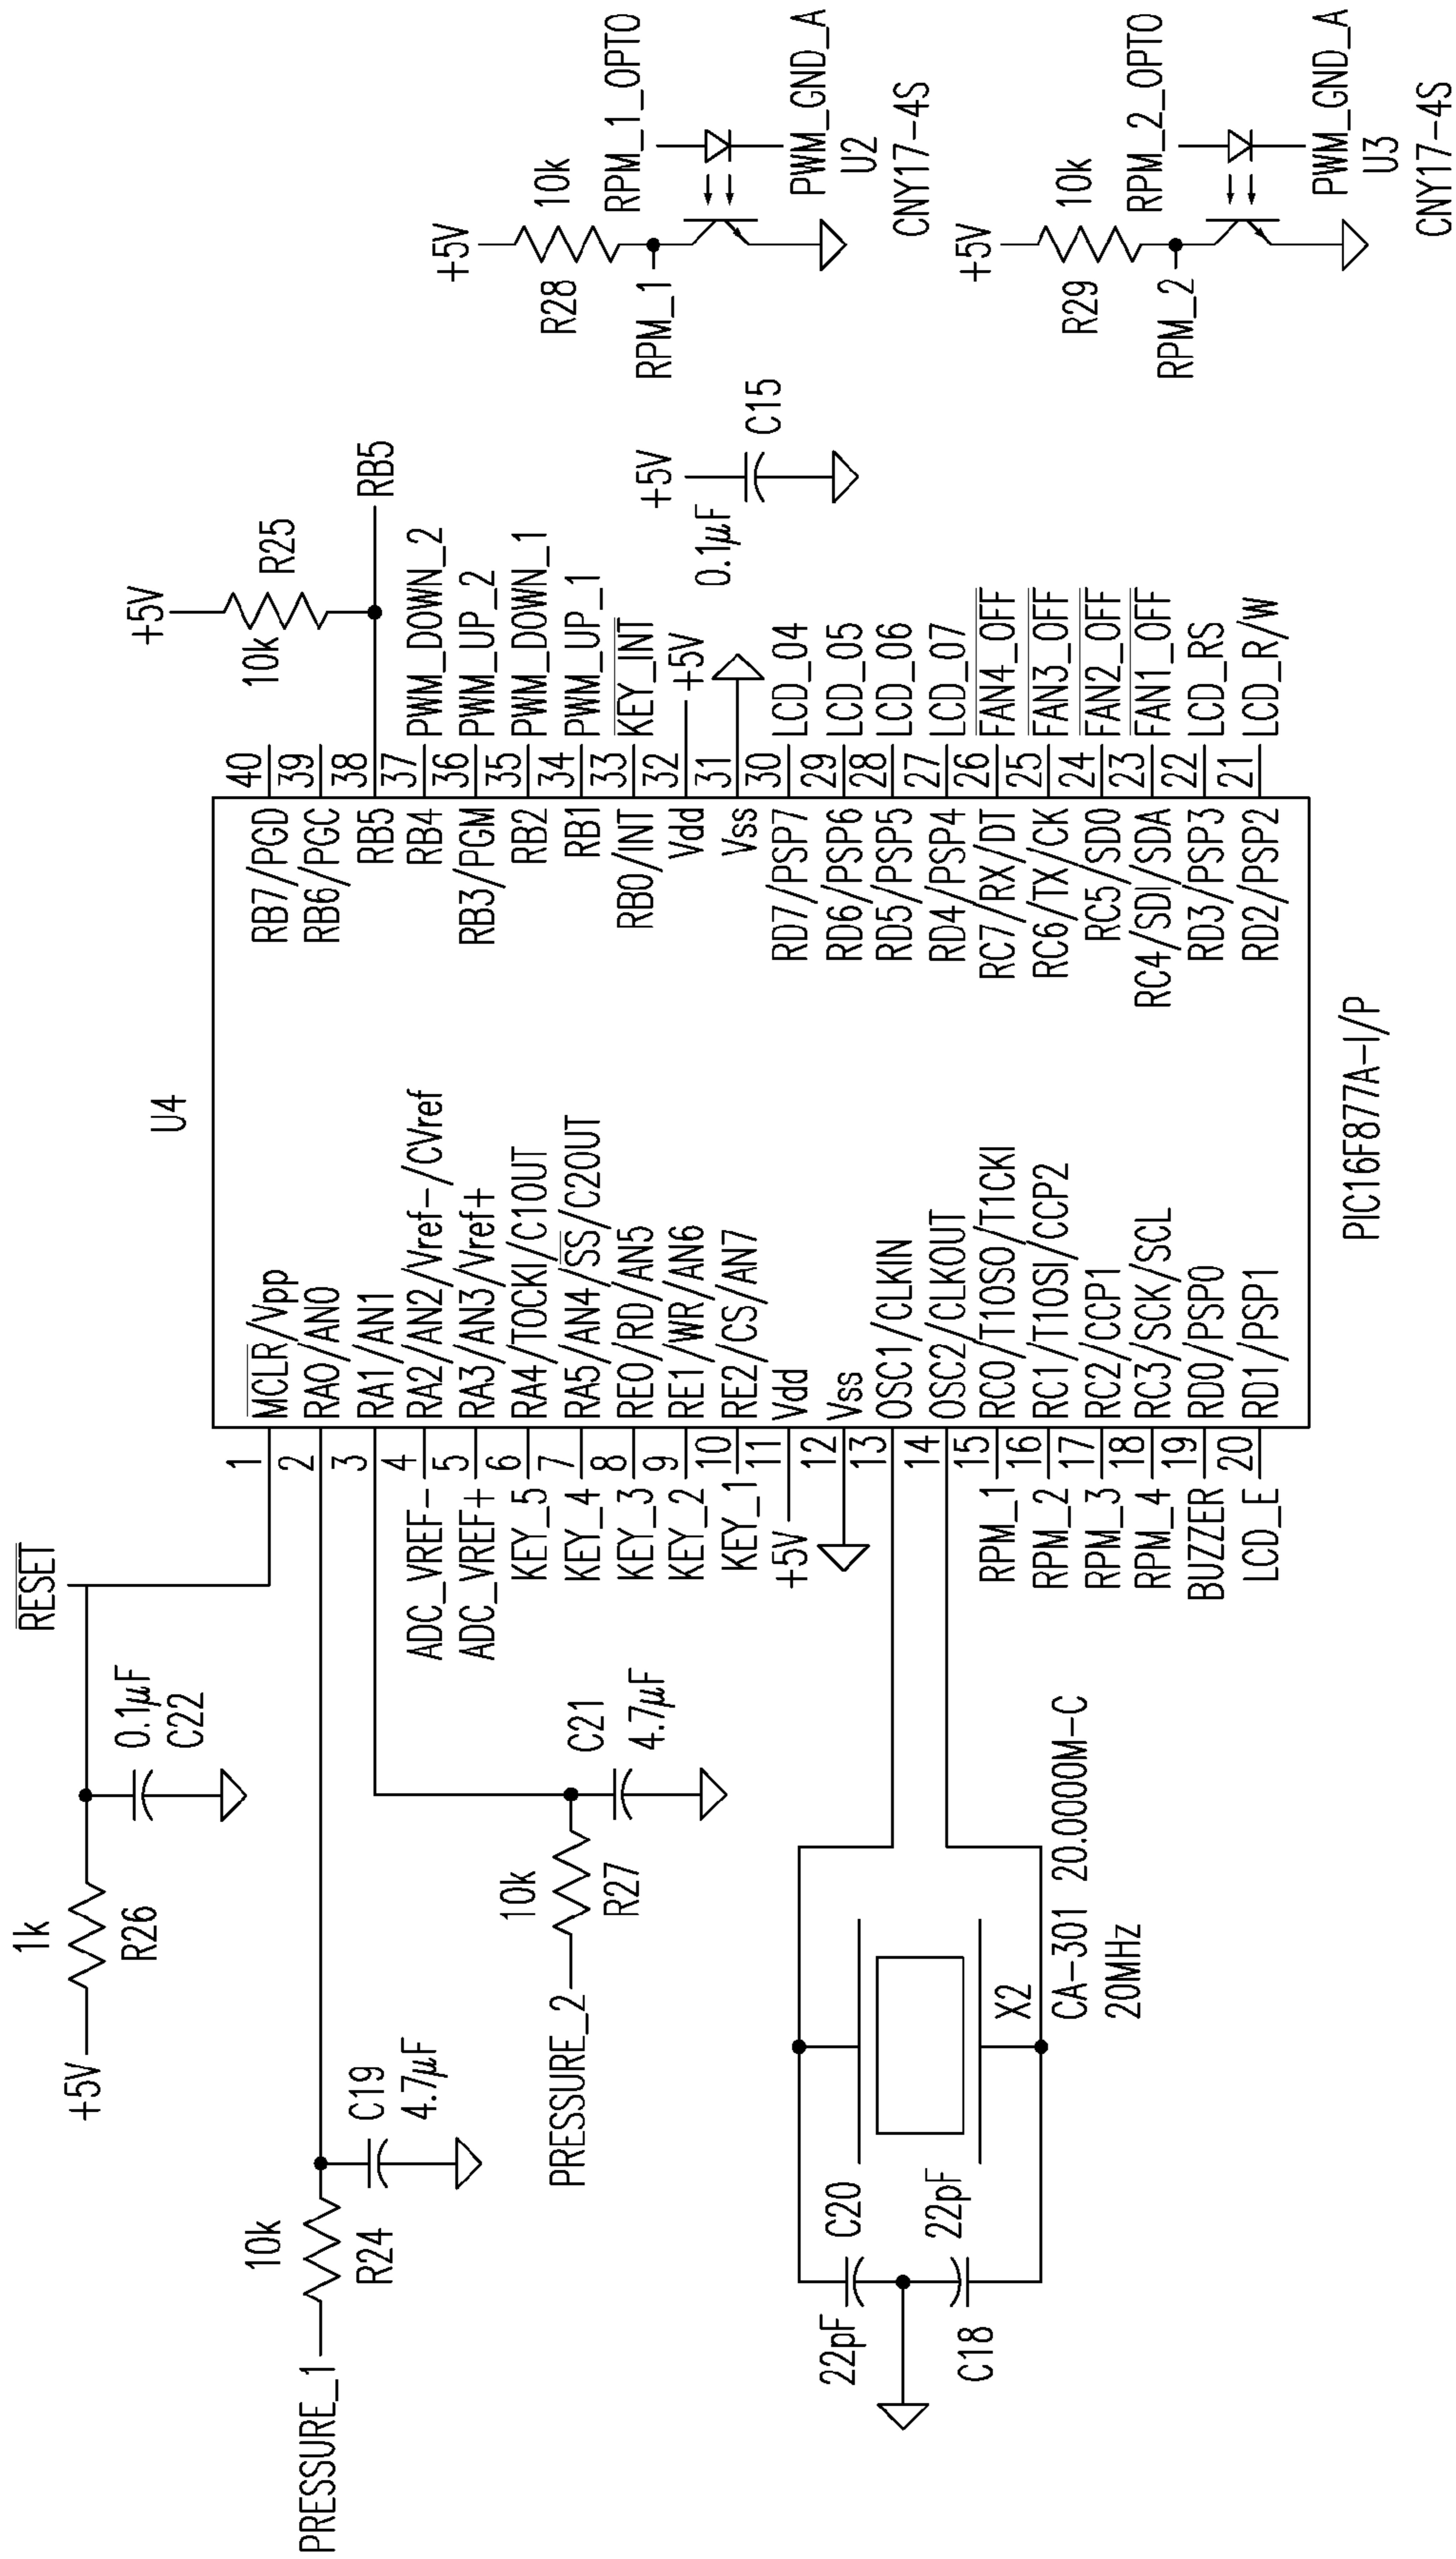 RESET
+5V
1k
R26
0.1µF
C22
PRESSURE_1
10k
R24
C19
4.7µF
PRESSURE_2
10k
R27
C21
4.7µF
22pF
C20
C18
22pF
X2
CA-301 20.0000M-C
20MHz
U4
1 MCLR/Vpp
2 RA0/AN0
3 RA1/AN1
ADC_VREF- 4 RA2/AN2/Vref-/CVref
ADC_VREF+ 5 RA3/AN3/Vref+
KEY_5 6 RA4/TOCKI/C1OUT
KEY_4 7 RA5/AN4/SS/C2OUT
KEY_3 8 RE0/RD/AN5
KEY_2 9 RE1/WR/AN6
KEY_1 10 RE2/CS/AN7
+5V 11 Vdd
12 Vss
13 OSC1/CLKIN
14 OSC2/CLKOUT
RPM_1 15 RC0/T1OSO/T1CKI
RPM_2 16 RC1/T1OSI/CCP2
RPM_3 17 RC2/CCP1
RPM_4 18 RC3/SCK/SCL
BUZZER 19 RD0/PSP0
LCD_E 20 RD1/PSP1
RB7/PGD 40
RB6/PGC 39
RB5 38 RB5
RB4 37 PWM_DOWN_2
RB3/PGM 36 PWM_UP_2
RB2 35 PWM_DOWN_1
RB1 34 PWM_UP_1
RB0/INT 33 KEY_INT
Vdd 32 +5V
Vss 31
RD7/PSP7 30 LCD_04
RD6/PSP6 29 LCD_05
RD5/PSP5 28 LCD_06
RD4/PSP4 27 LCD_07
RC7/RX/DT 26 FAN4_OFF
RC6/TX/CK 25 FAN3_OFF
RC5/SDO 24 FAN2_OFF
RC4/SDI/SDA 23 FAN1_OFF
RD3/PSP3 22 LCD_RS
RD2/PSP2 21 LCD_R/W
PIC16F877A-I/P
+5V
10k
R25
+5V
0.1µF
C15
+5V
R28
10k
RPM_1
RPM_1_OPTO
PWM_GND_A
U2
CNY17-4S
+5V
R29
10k
RPM_2
RPM_2_OPTO
PWM_GND_A
U3
CNY17-4S